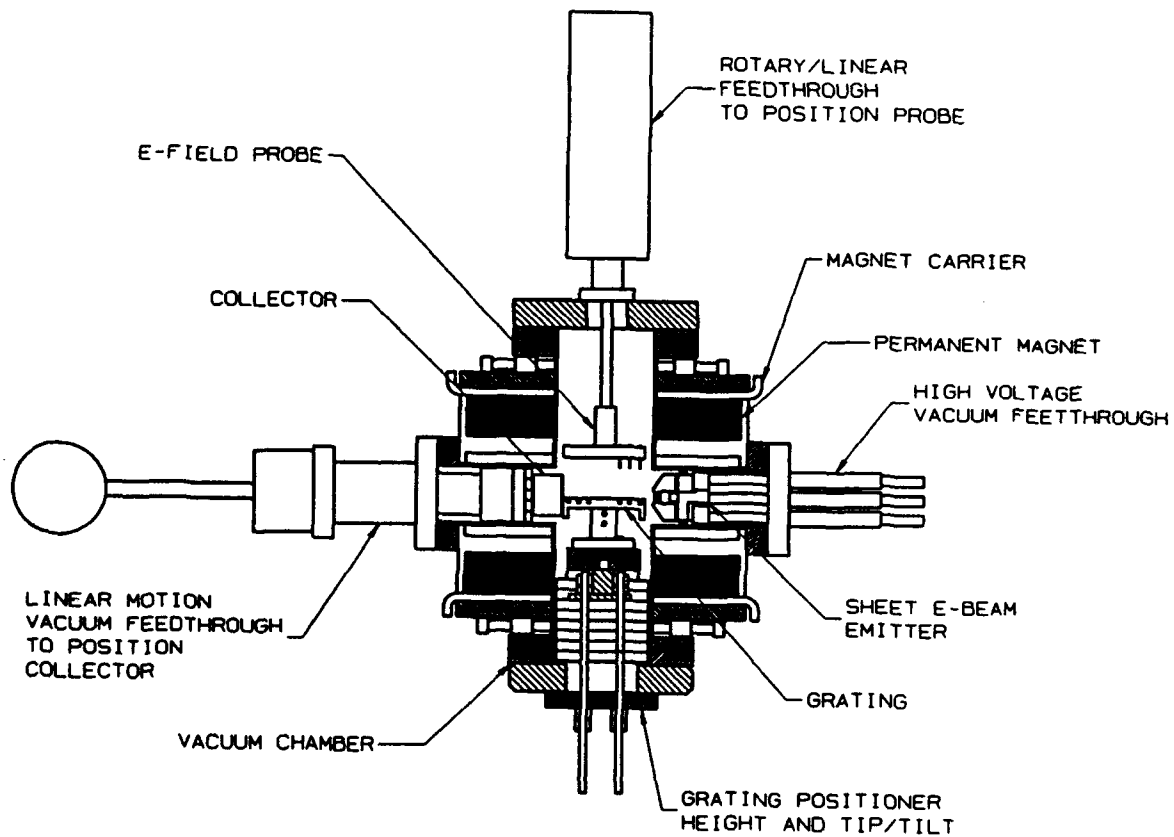 ROTARY/LINEAR
FEEDTHROUGH
TO POSITION PROBE
E-FIELD PROBE
MAGNET CARRIER
COLLECTOR
PERMANENT MAGNET
HIGH VOLTAGE
VACUUM FEETTHROUGH
LINEAR MOTION
VACUUM FEEDTHROUGH
TO POSITION
COLLECTOR
SHEET E-BEAM
EMITTER
GRATING
VACUUM CHAMBER
GRATING POSITIONER
HEIGHT AND TIP/TILT